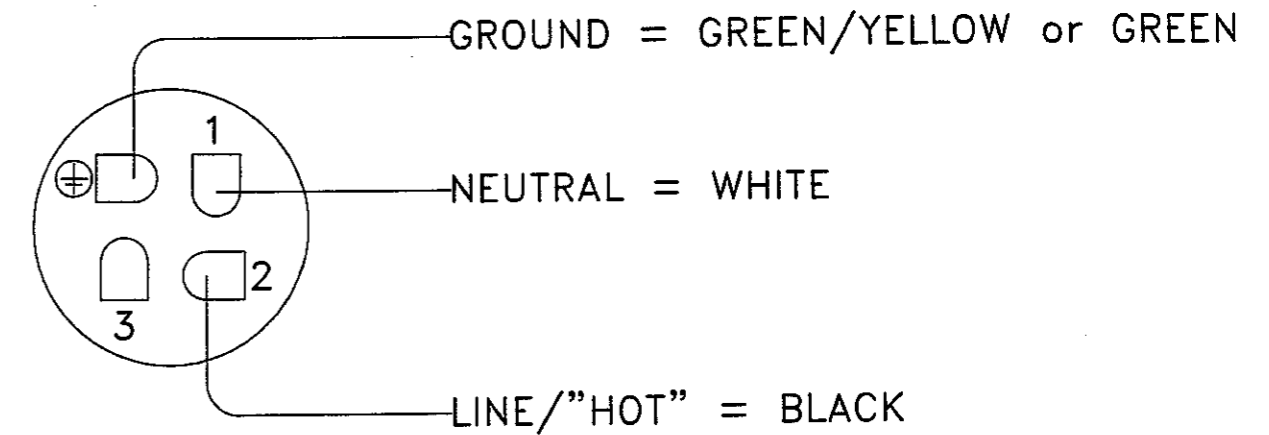 GROUND = GREEN/YELLOW or GREEN
1
NEUTRAL = WHITE
2
3
LINE/”HOT” = BLACK